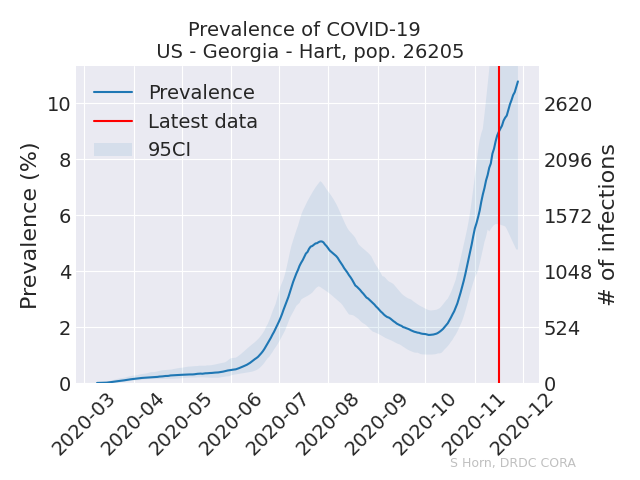 Prevalence of COVID-19
US - Georgia - Hart, pop. 26205
Prevalence
Latest data
95CI
Prevalence (%)
10
8
6
4
2
0
# of infections
2620
2096
1572
1048
524
0
2020-03
2020-04
2020-05
2020-06
2020-07
2020-08
2020-09
2020-10
2020-11
2020-12
S Horn, DRDC CORA